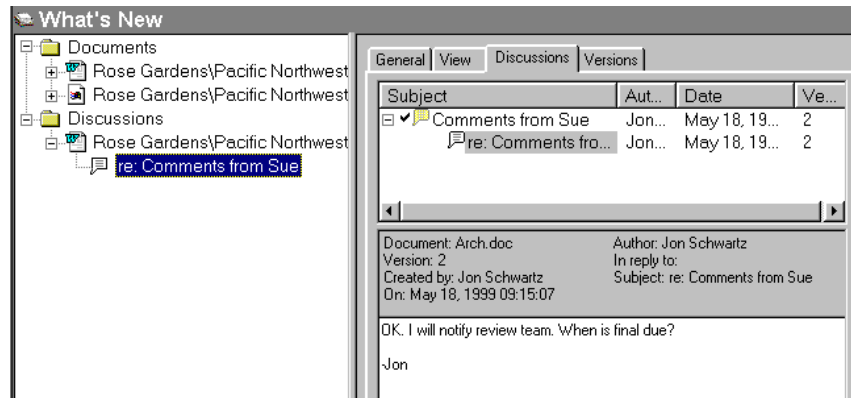 What's New
Documents
Rose Gardens\Pacific Northwest
Rose Gardens\Pacific Northwest
Discussions
Rose Gardens\Pacific Northwest
re: Comments from Sue
General View Discussions Versions
Subject Aut... Date Ve...
Comments from Sue Jon... May 18, 19... 2
re: Comments fro... Jon... May 18, 19... 2
Document: Arch.doc Author: Jon Schwartz
Version: 2 In reply to:
Created by: Jon Schwartz Subject: re: Comments from Sue
On: May 18, 1999 09:15:07
OK. I will notify review team. When is final due?
-Jon